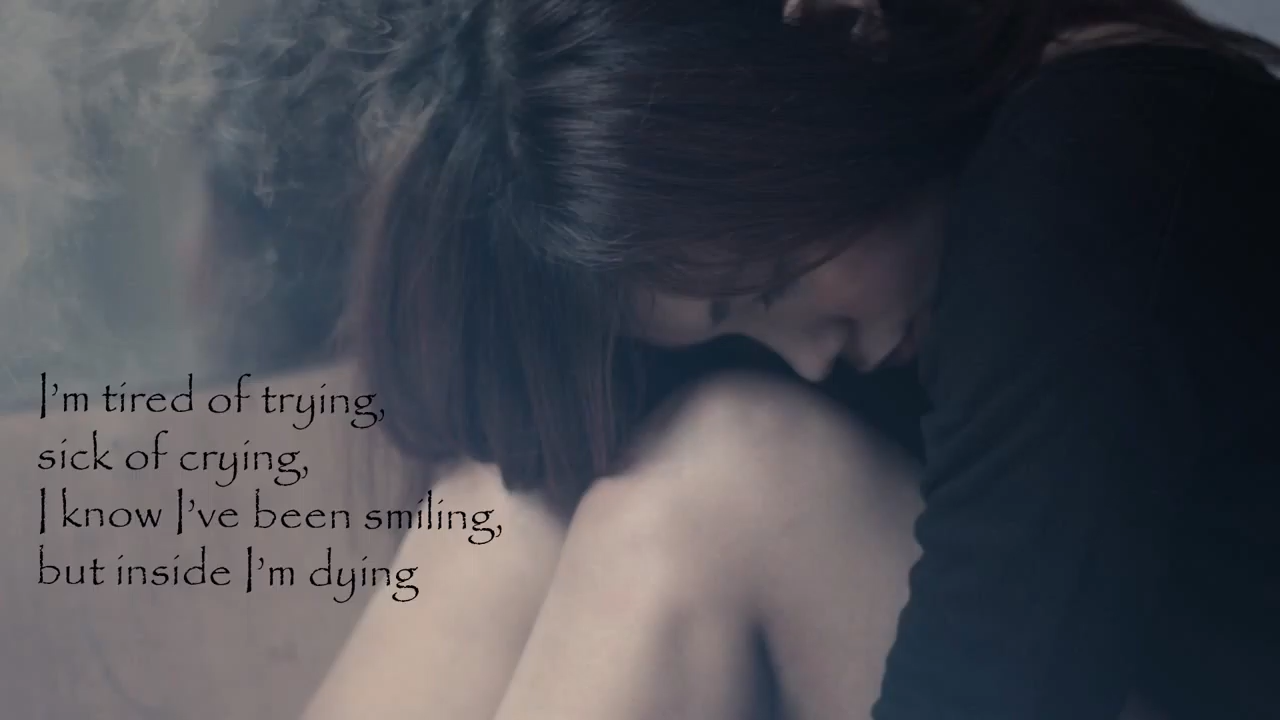 I'm tired of trying,
sick of crying,
I know I've been smiling,
but inside I'm dying